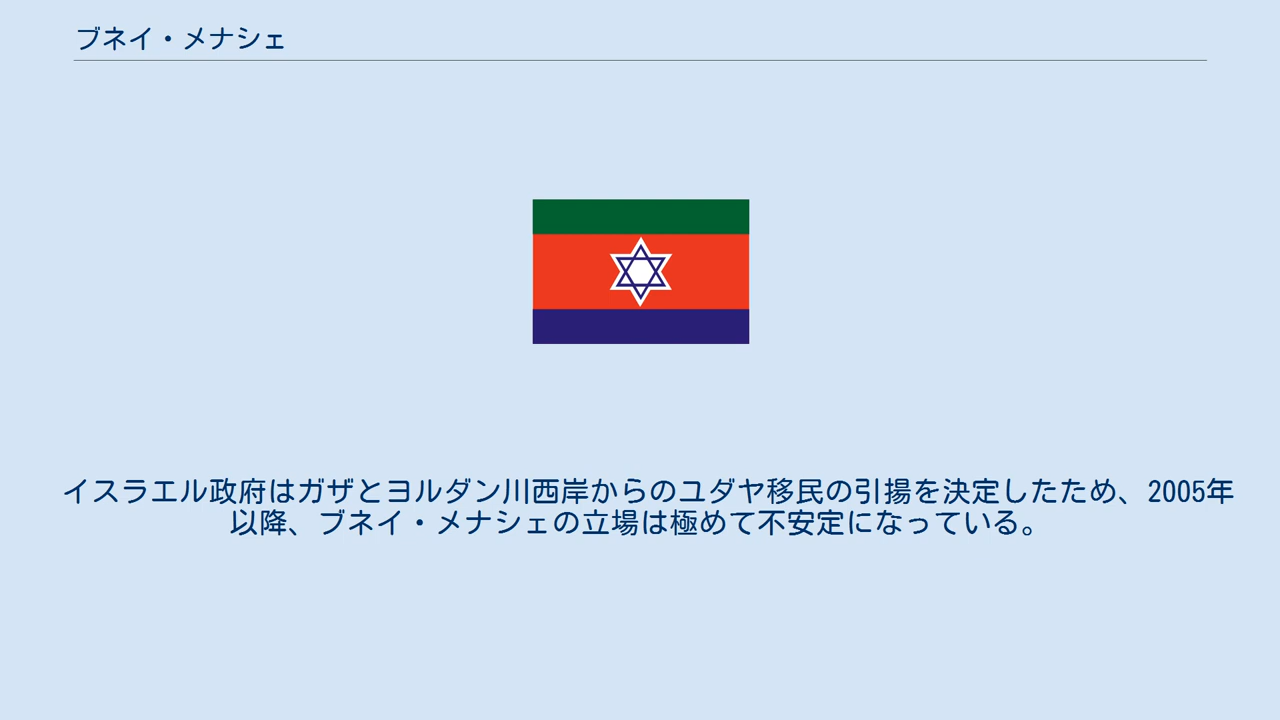 ブネイ・メナシェ
イスラエル政府はガザとヨルダン川西岸からのユダヤ移民の引揚を決定したため、2005年
以降、ブネイ・メナシェの立場は極めて不安定になっている。